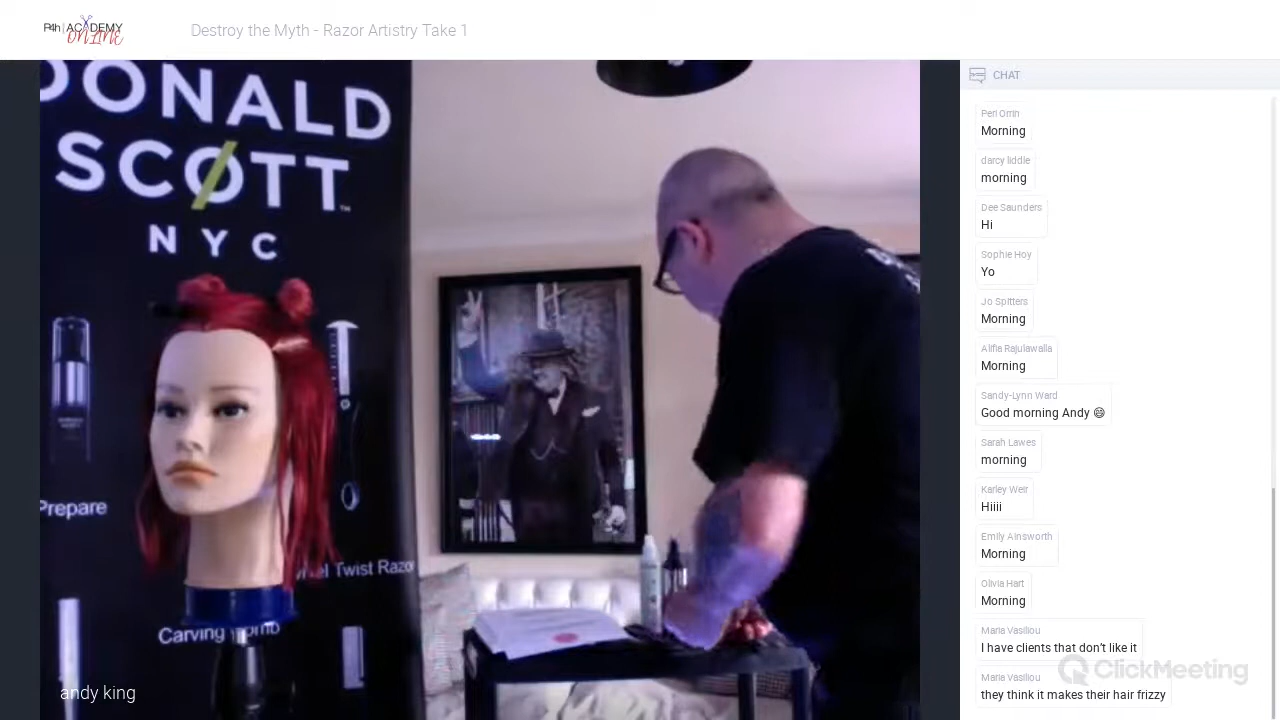 P4h | ACADEMY
ONLINE
Destroy the Myth - Razor Artistry Take 1
CHAT
DONALD
SCØTT™
NYC
Prepare
Twist Razo
Carving
andy king
Peri Orrin
Morning
darcy liddle
morning
Dee Saunders
Hi
Sophie Hoy
Yo
Jo Spitters
Morning
Alifia Rajulawalla
Morning
Sandy-Lynn Ward
Good morning Andy 😄
Sarah Lawes
morning
Karley Weir
Hiiii
Emily Ainsworth
Morning
Olivia Hart
Morning
Maria Vasiliou
I have clients that don't like it
Maria Vasiliou
they think it makes their hair frizzy
ClickMeeting